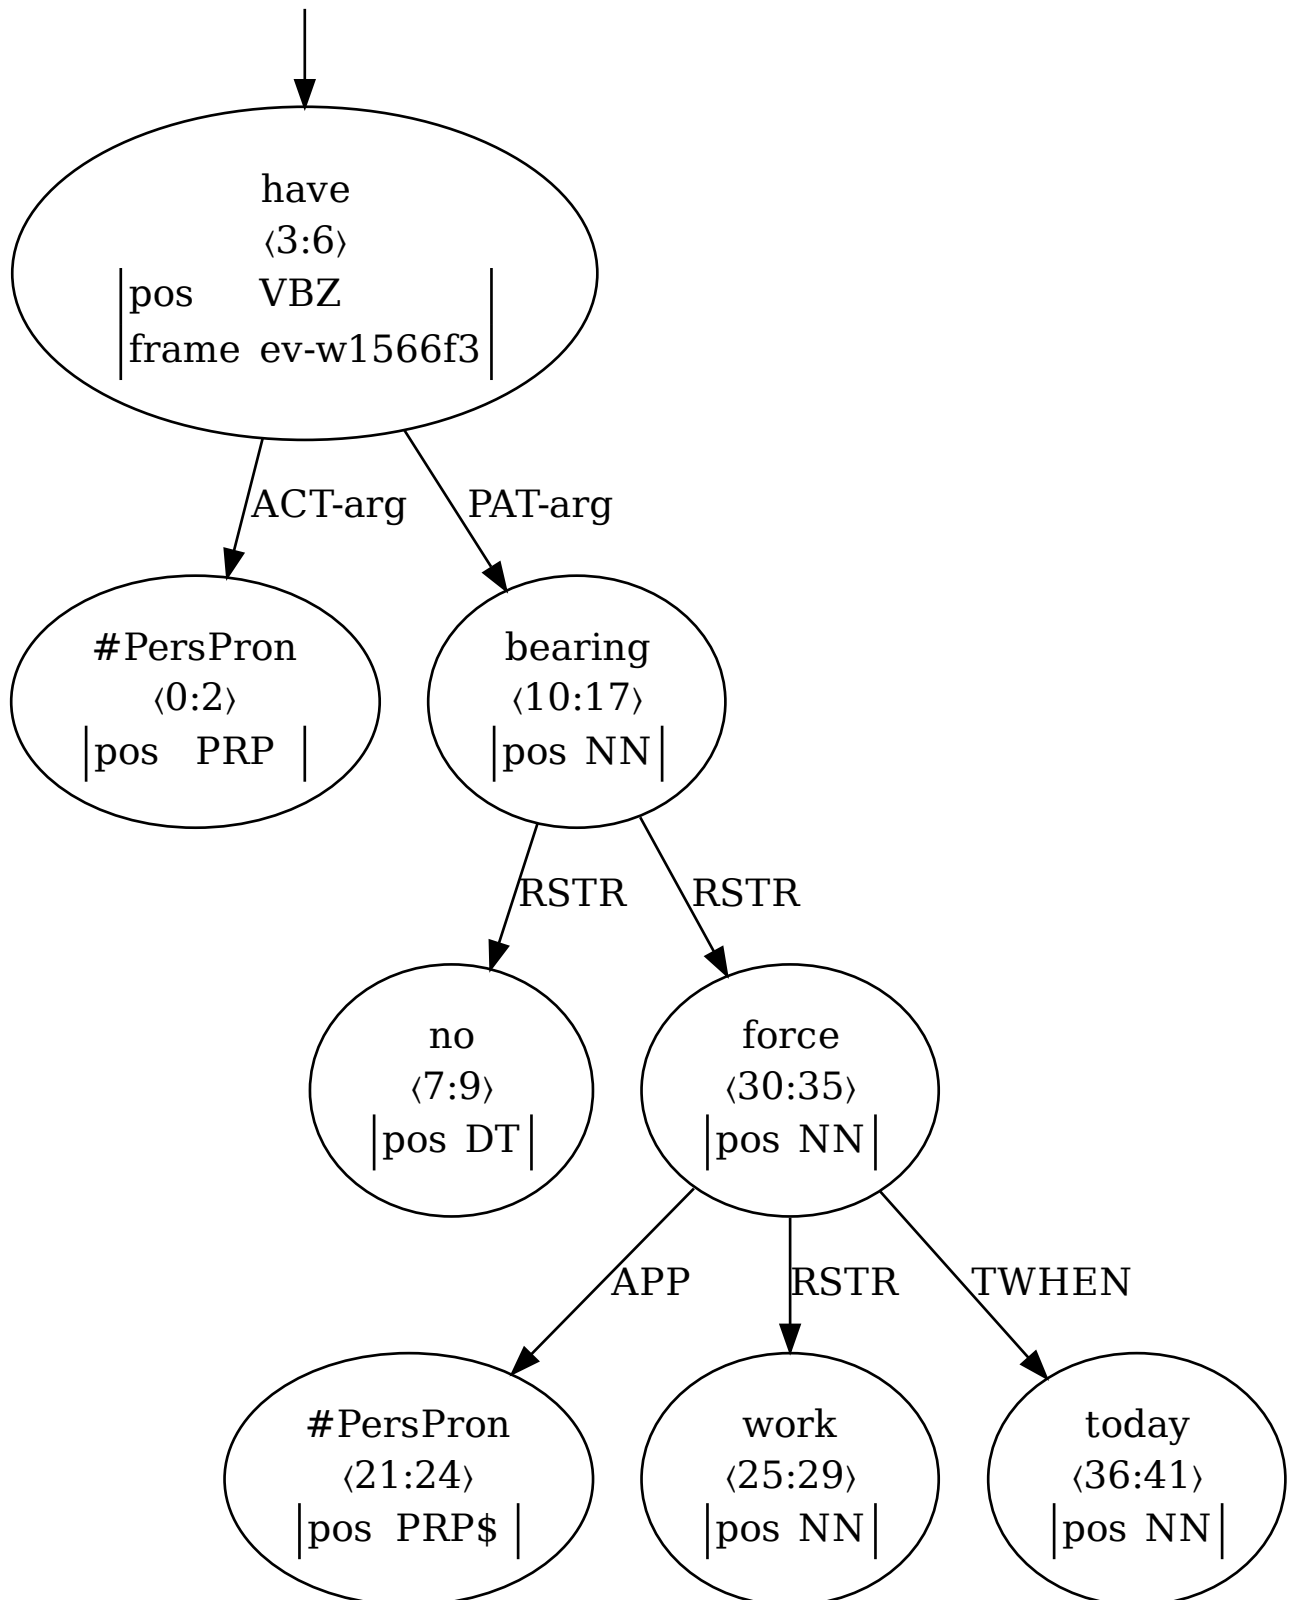 have
⟨3:6⟩
pos VBZ
frame ev-w1566f3
ACT-arg PAT-arg
#PersPron
⟨0:2⟩
pos PRP
bearing
⟨10:17⟩
pos NN
RSTR RSTR
no
⟨7:9⟩
pos DT
force
⟨30:35⟩
pos NN
APP RSTR TWHEN
#PersPron
⟨21:24⟩
pos PRP$
work
⟨25:29⟩
pos NN
today
⟨36:41⟩
pos NN